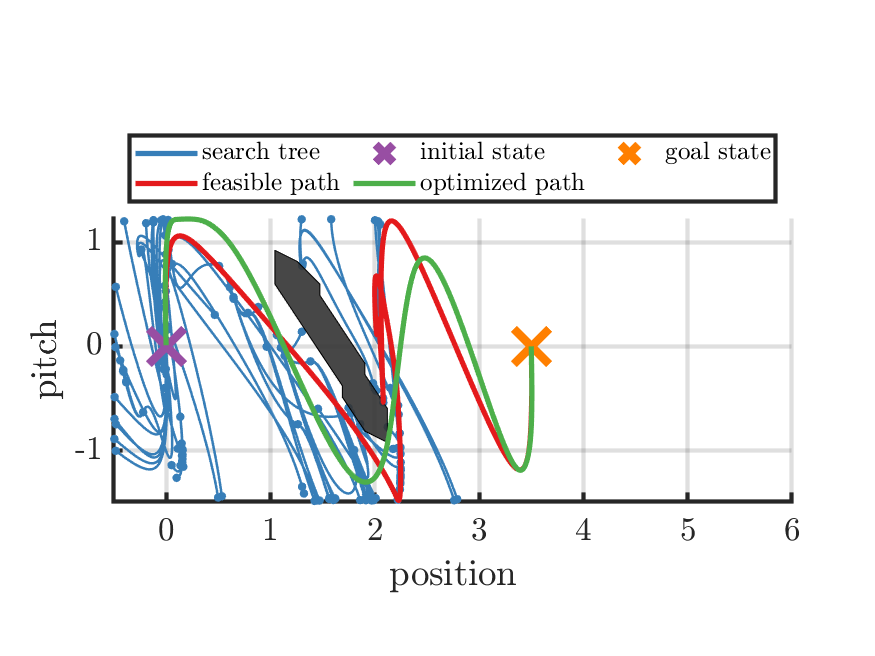 search tree initial state goal state
feasible path optimized path
1
0
-1
pitch
0 1 2 3 4 5 6
position